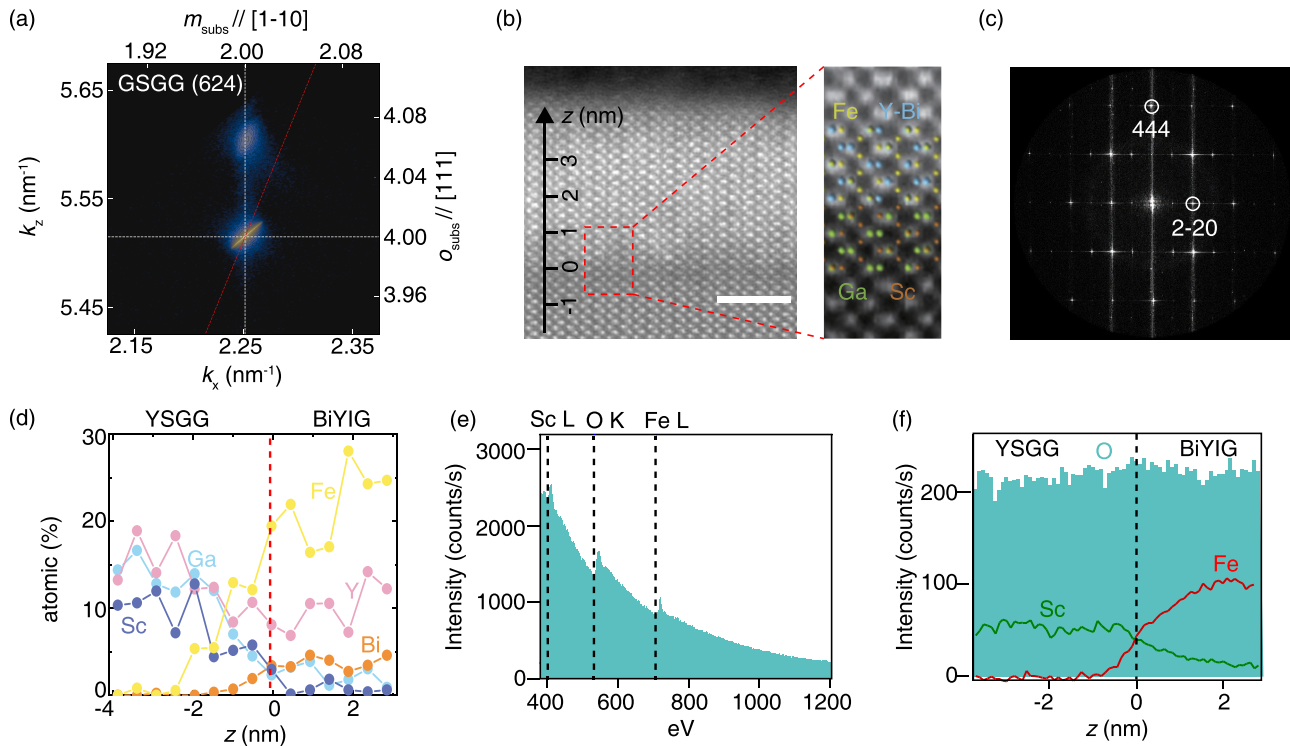 (a)
m_subs // [1-10]
1.92 2.00 2.08
GSGG (624)
5.65
5.55
5.45
k_z (nm⁻¹)
4.08
4.04
4.00
3.96
o_subs // [111]
2.15 2.25 2.35
k_x (nm⁻¹)
(b)
z (nm)
3
2
1
0
-1
Fe Y-Bi
Ga Sc
(c)
444
2-20
(d)
YSGG BiYIG
30
20
10
0
atomic (%)
Fe
Ga
Y
Sc
Bi
-4 -2 0 2
z (nm)
(e)
Sc L O K Fe L
3000
2000
1000
0
Intensity (counts/s)
400 600 800 1000 1200
eV
(f)
YSGG O BiYIG
200
100
0
Intensity (counts/s)
Fe
Sc
-2 0 2
z (nm)